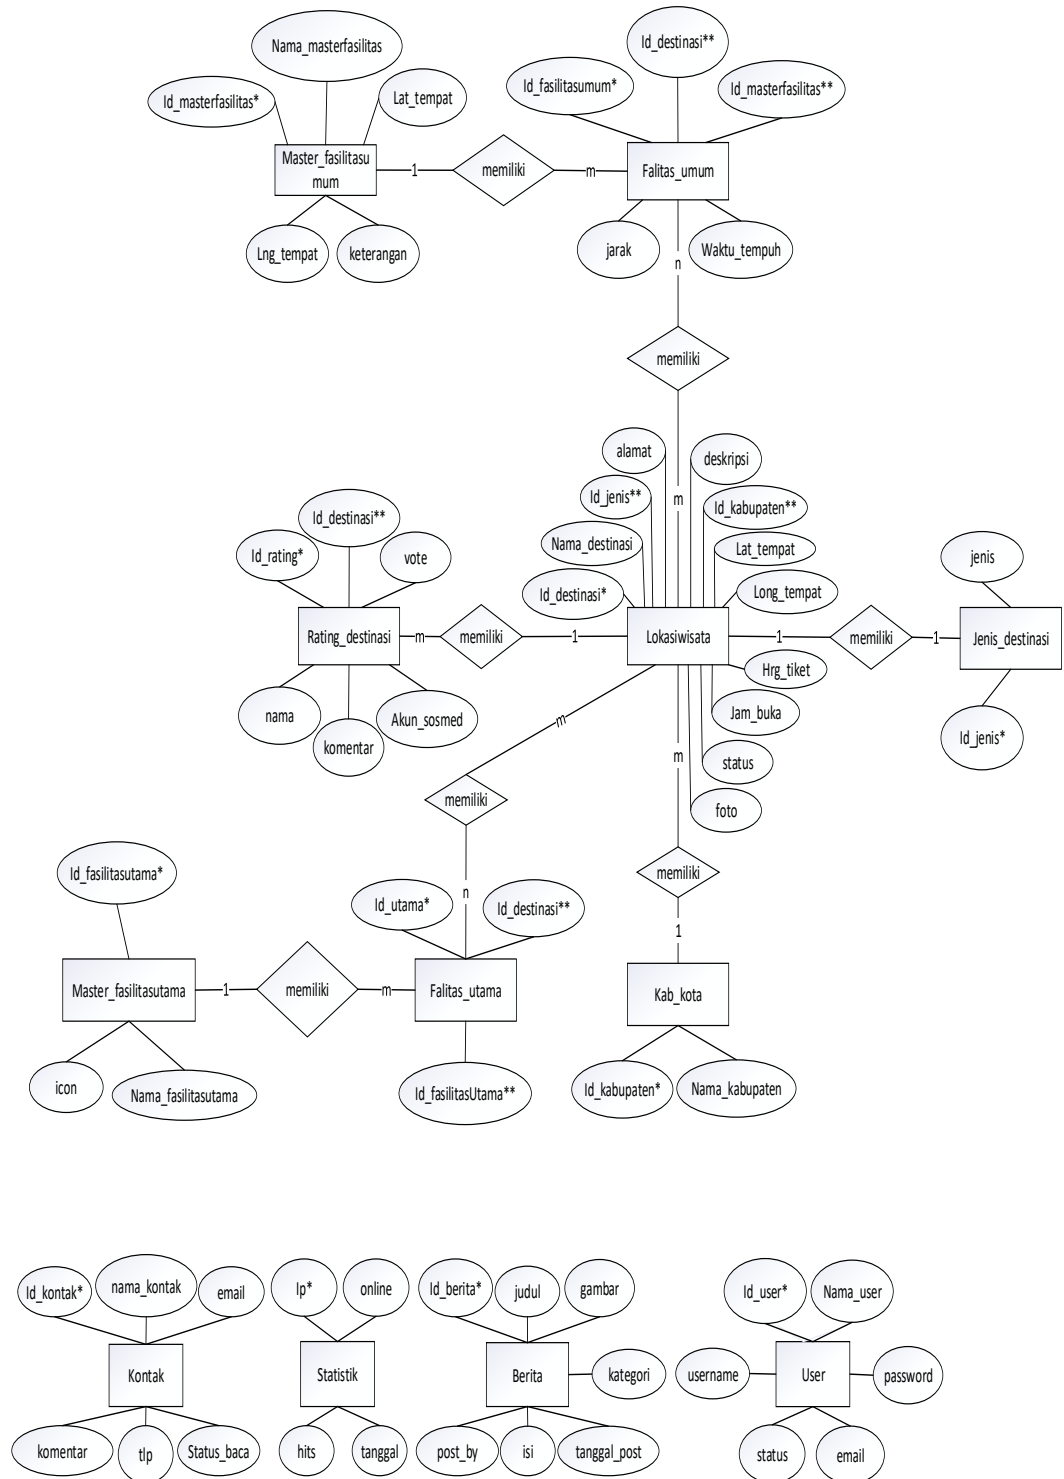 Nama_masterfasilitas
Id_masterfasilitas*
Lat_tempat
Master_fasilitasu
mum
Lng_tempat
keterangan
1
memiliki
m
Id_destinasi**
Id_fasilitasumum*
Id_masterfasilitas**
Falitas_umum
jarak
Waktu_tempuh
n
memiliki
m
alamat
deskripsi
Id_jenis**
Id_kabupaten**
Nama_destinasi
Lat_tempat
Id_destinasi*
Long_tempat
Lokasiwisata
Hrg_tiket
Jam_buka
status
foto
Id_destinasi**
Id_rating*
vote
Rating_destinasi
nama
komentar
Akun_sosmed
m
memiliki
1
1
memiliki
1
jenis
Jenis_destinasi
Id_jenis*
m
memiliki
n
m
memiliki
1
Id_fasilitasutama*
Master_fasilitasutama
icon
Nama_fasilitasutama
1
memiliki
m
Id_utama*
Id_destinasi**
Falitas_utama
Id_fasilitasUtama**
Kab_kota
Id_kabupaten*
Nama_kabupaten
Id_kontak*
nama_kontak
email
Kontak
komentar
tlp
Status_baca
Ip*
online
Statistik
hits
tanggal
Id_berita*
judul
gambar
Berita
kategori
post_by
isi
tanggal_post
Id_user*
Nama_user
username
User
password
status
email